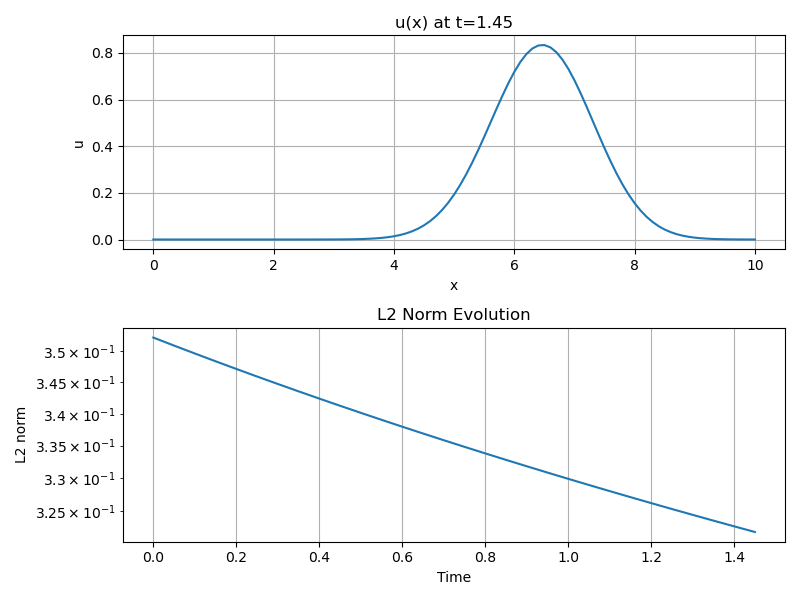 u(x) at t=1.45
0.8
0.6
0.4
0.2
0.0
u
0 2 4 6 8 10
x
L2 Norm Evolution
3.5 × 10⁻¹
3.45 × 10⁻¹
3.4 × 10⁻¹
3.35 × 10⁻¹
3.3 × 10⁻¹
3.25 × 10⁻¹
L2 norm
0.0 0.2 0.4 0.6 0.8 1.0 1.2 1.4
Time